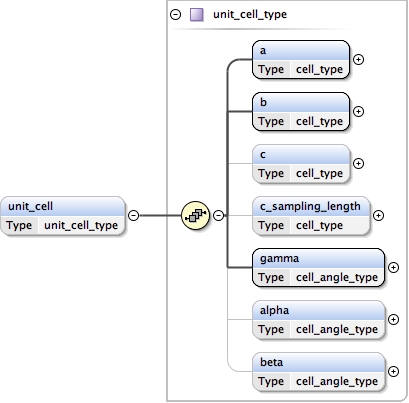 unit_cell_type
a
Type cell_type
b
Type cell_type
c
Type cell_type
unit_cell
Type unit_cell_type
c_sampling_length
Type cell_type
gamma
Type cell_angle_type
alpha
Type cell_angle_type
beta
Type cell_angle_type